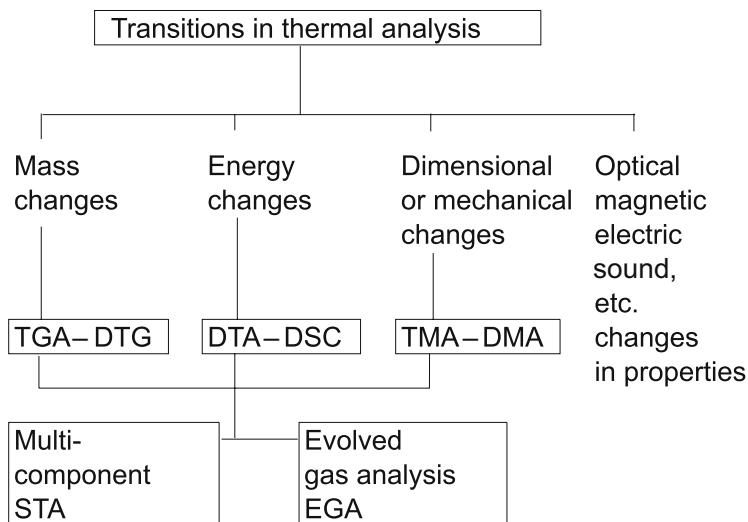 Transitions in thermal analysis
Mass
changes
Energy
changes
Dimensional
or mechanical
changes
Optical
magnetic
electric
sound,
etc.
changes
in properties
TGA–DTG
DTA–DSC
TMA–DMA
Multi-
component
STA
Evolved
gas analysis
EGA